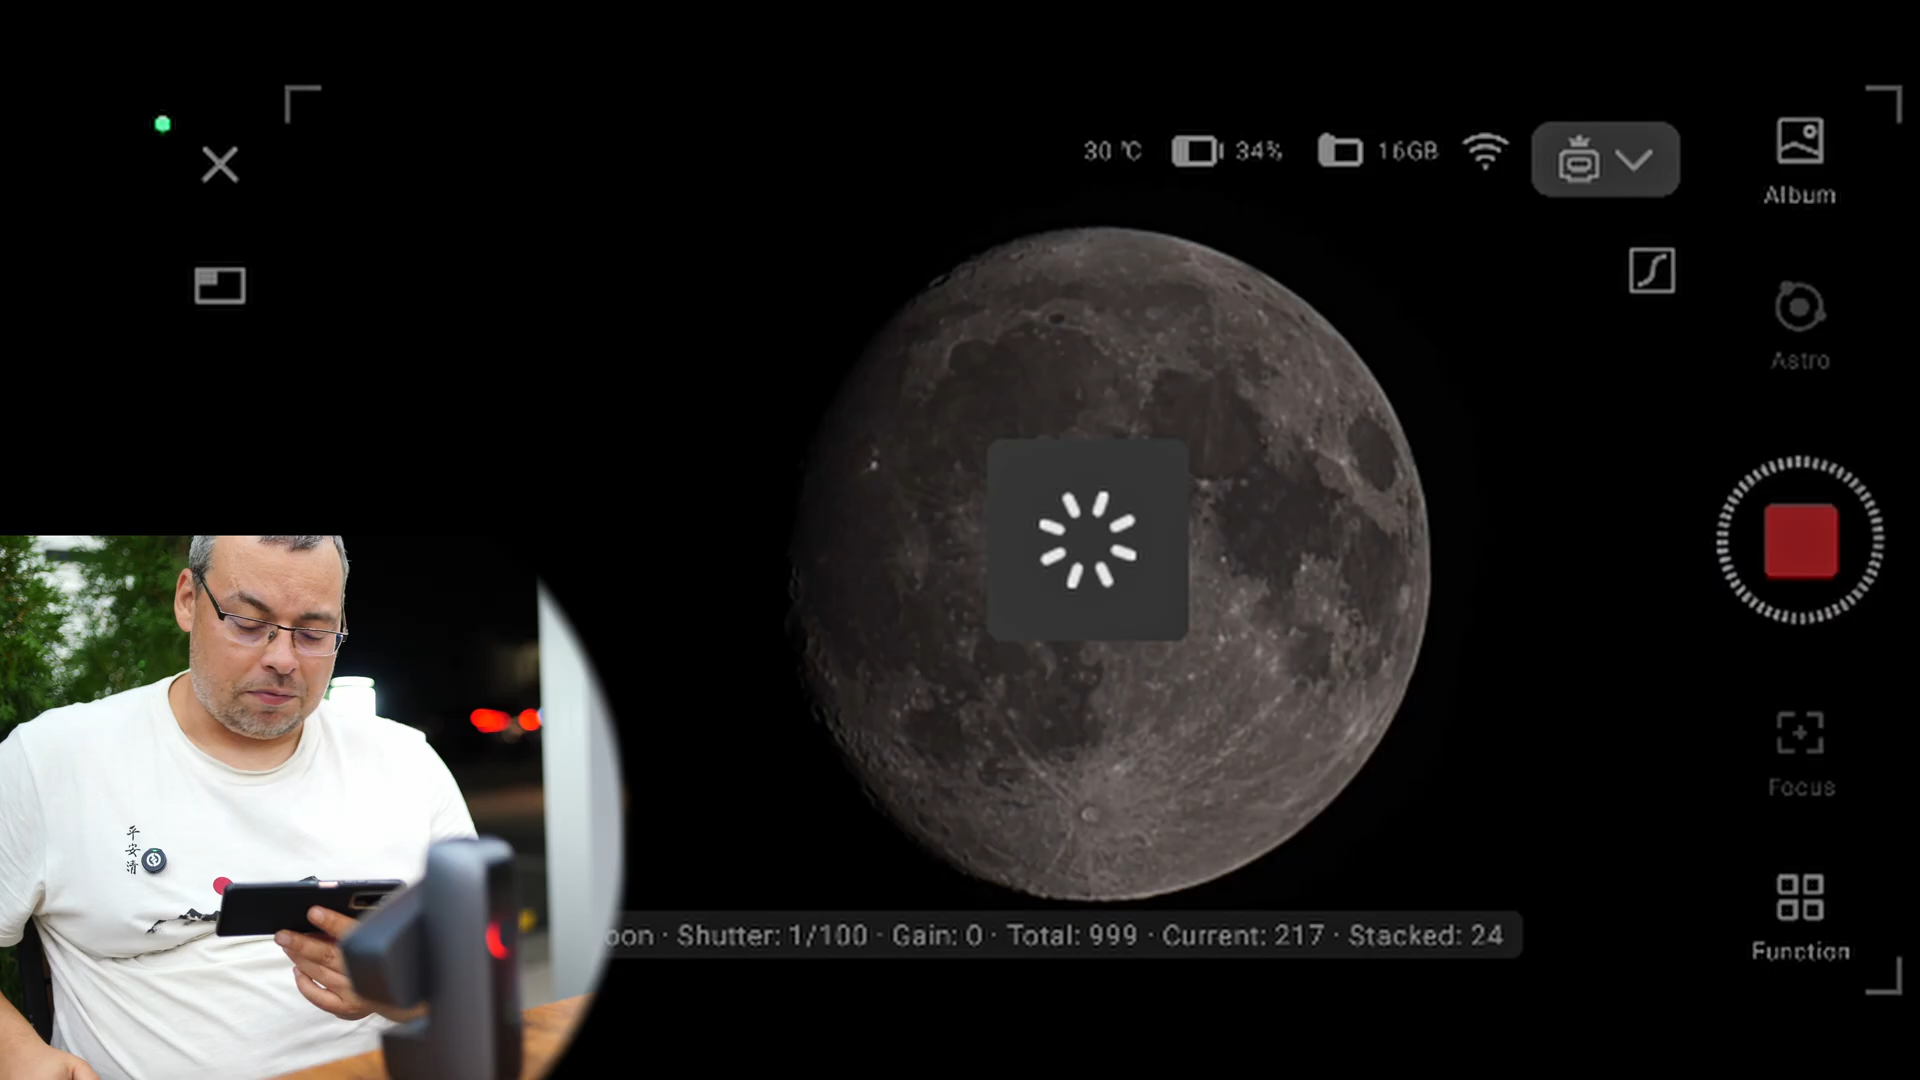 30 °C 34% 16GB
Album
Astro
Focus
oon · Shutter: 1/100 · Gain: 0 · Total: 999 · Current: 217 · Stacked: 24
Function
平
安
清